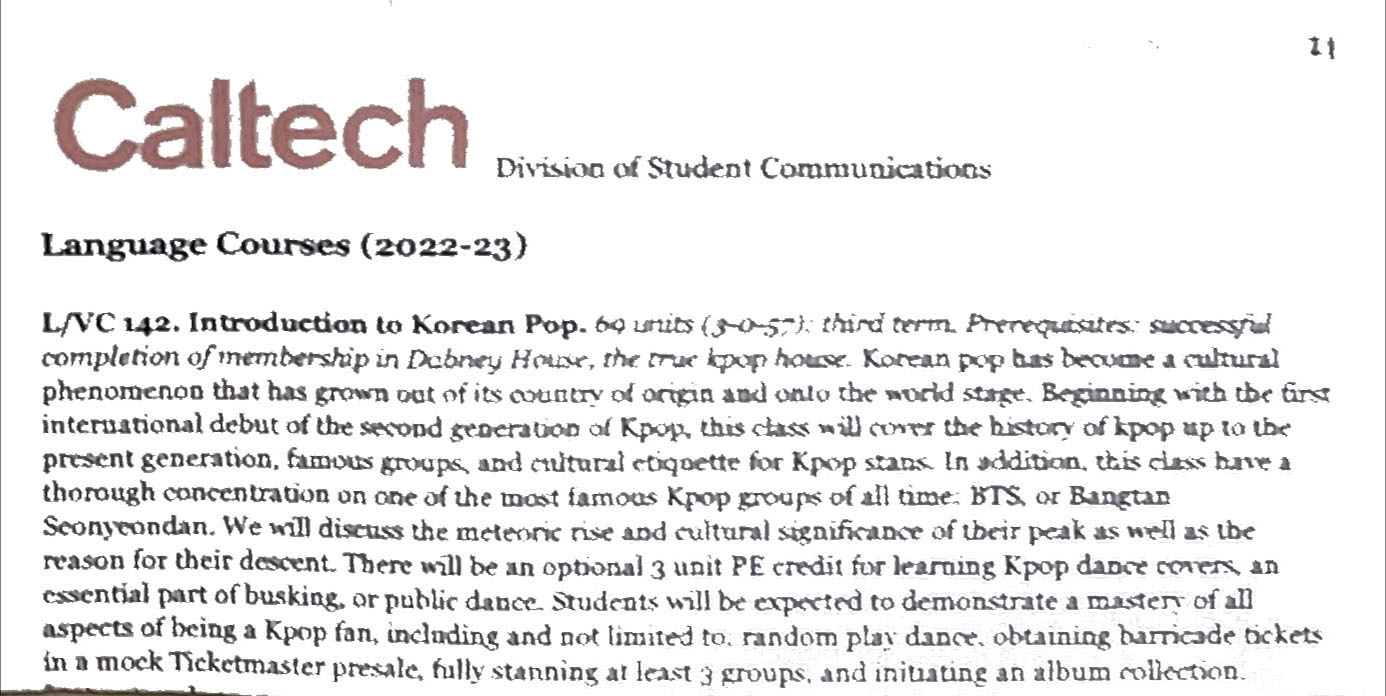 21
Caltech
Division of Student Communications
Language Courses (2022-23)
L/VC 142. Introduction to Korean Pop. 69 units (3-0-57): third term. Prerequisites: successful
completion of membership in Dabney House, the true kpop house. Korean pop has become a cultural
phenomenon that has grown out of its country of origin and onto the world stage. Beginning with the first
international debut of the second generation of Kpop, this class will cover the history of kpop up to the
present generation, famous groups, and cultural etiquette for Kpop stans. In addition, this class have a
thorough concentration on one of the most famous Kpop groups of all time: BTS, or Bangtan
Seonyeondan. We will discuss the meteoric rise and cultural significance of their peak as well as the
reason for their descent. There will be an optional 3 unit PE credit for learning Kpop dance covers, an
essential part of busking, or public dance. Students will be expected to demonstrate a mastery of all
aspects of being a Kpop fan, including and not limited to: random play dance, obtaining barricade tickets
in a mock Ticketmaster presale, fully stanning at least 3 groups, and initiating an album collection.